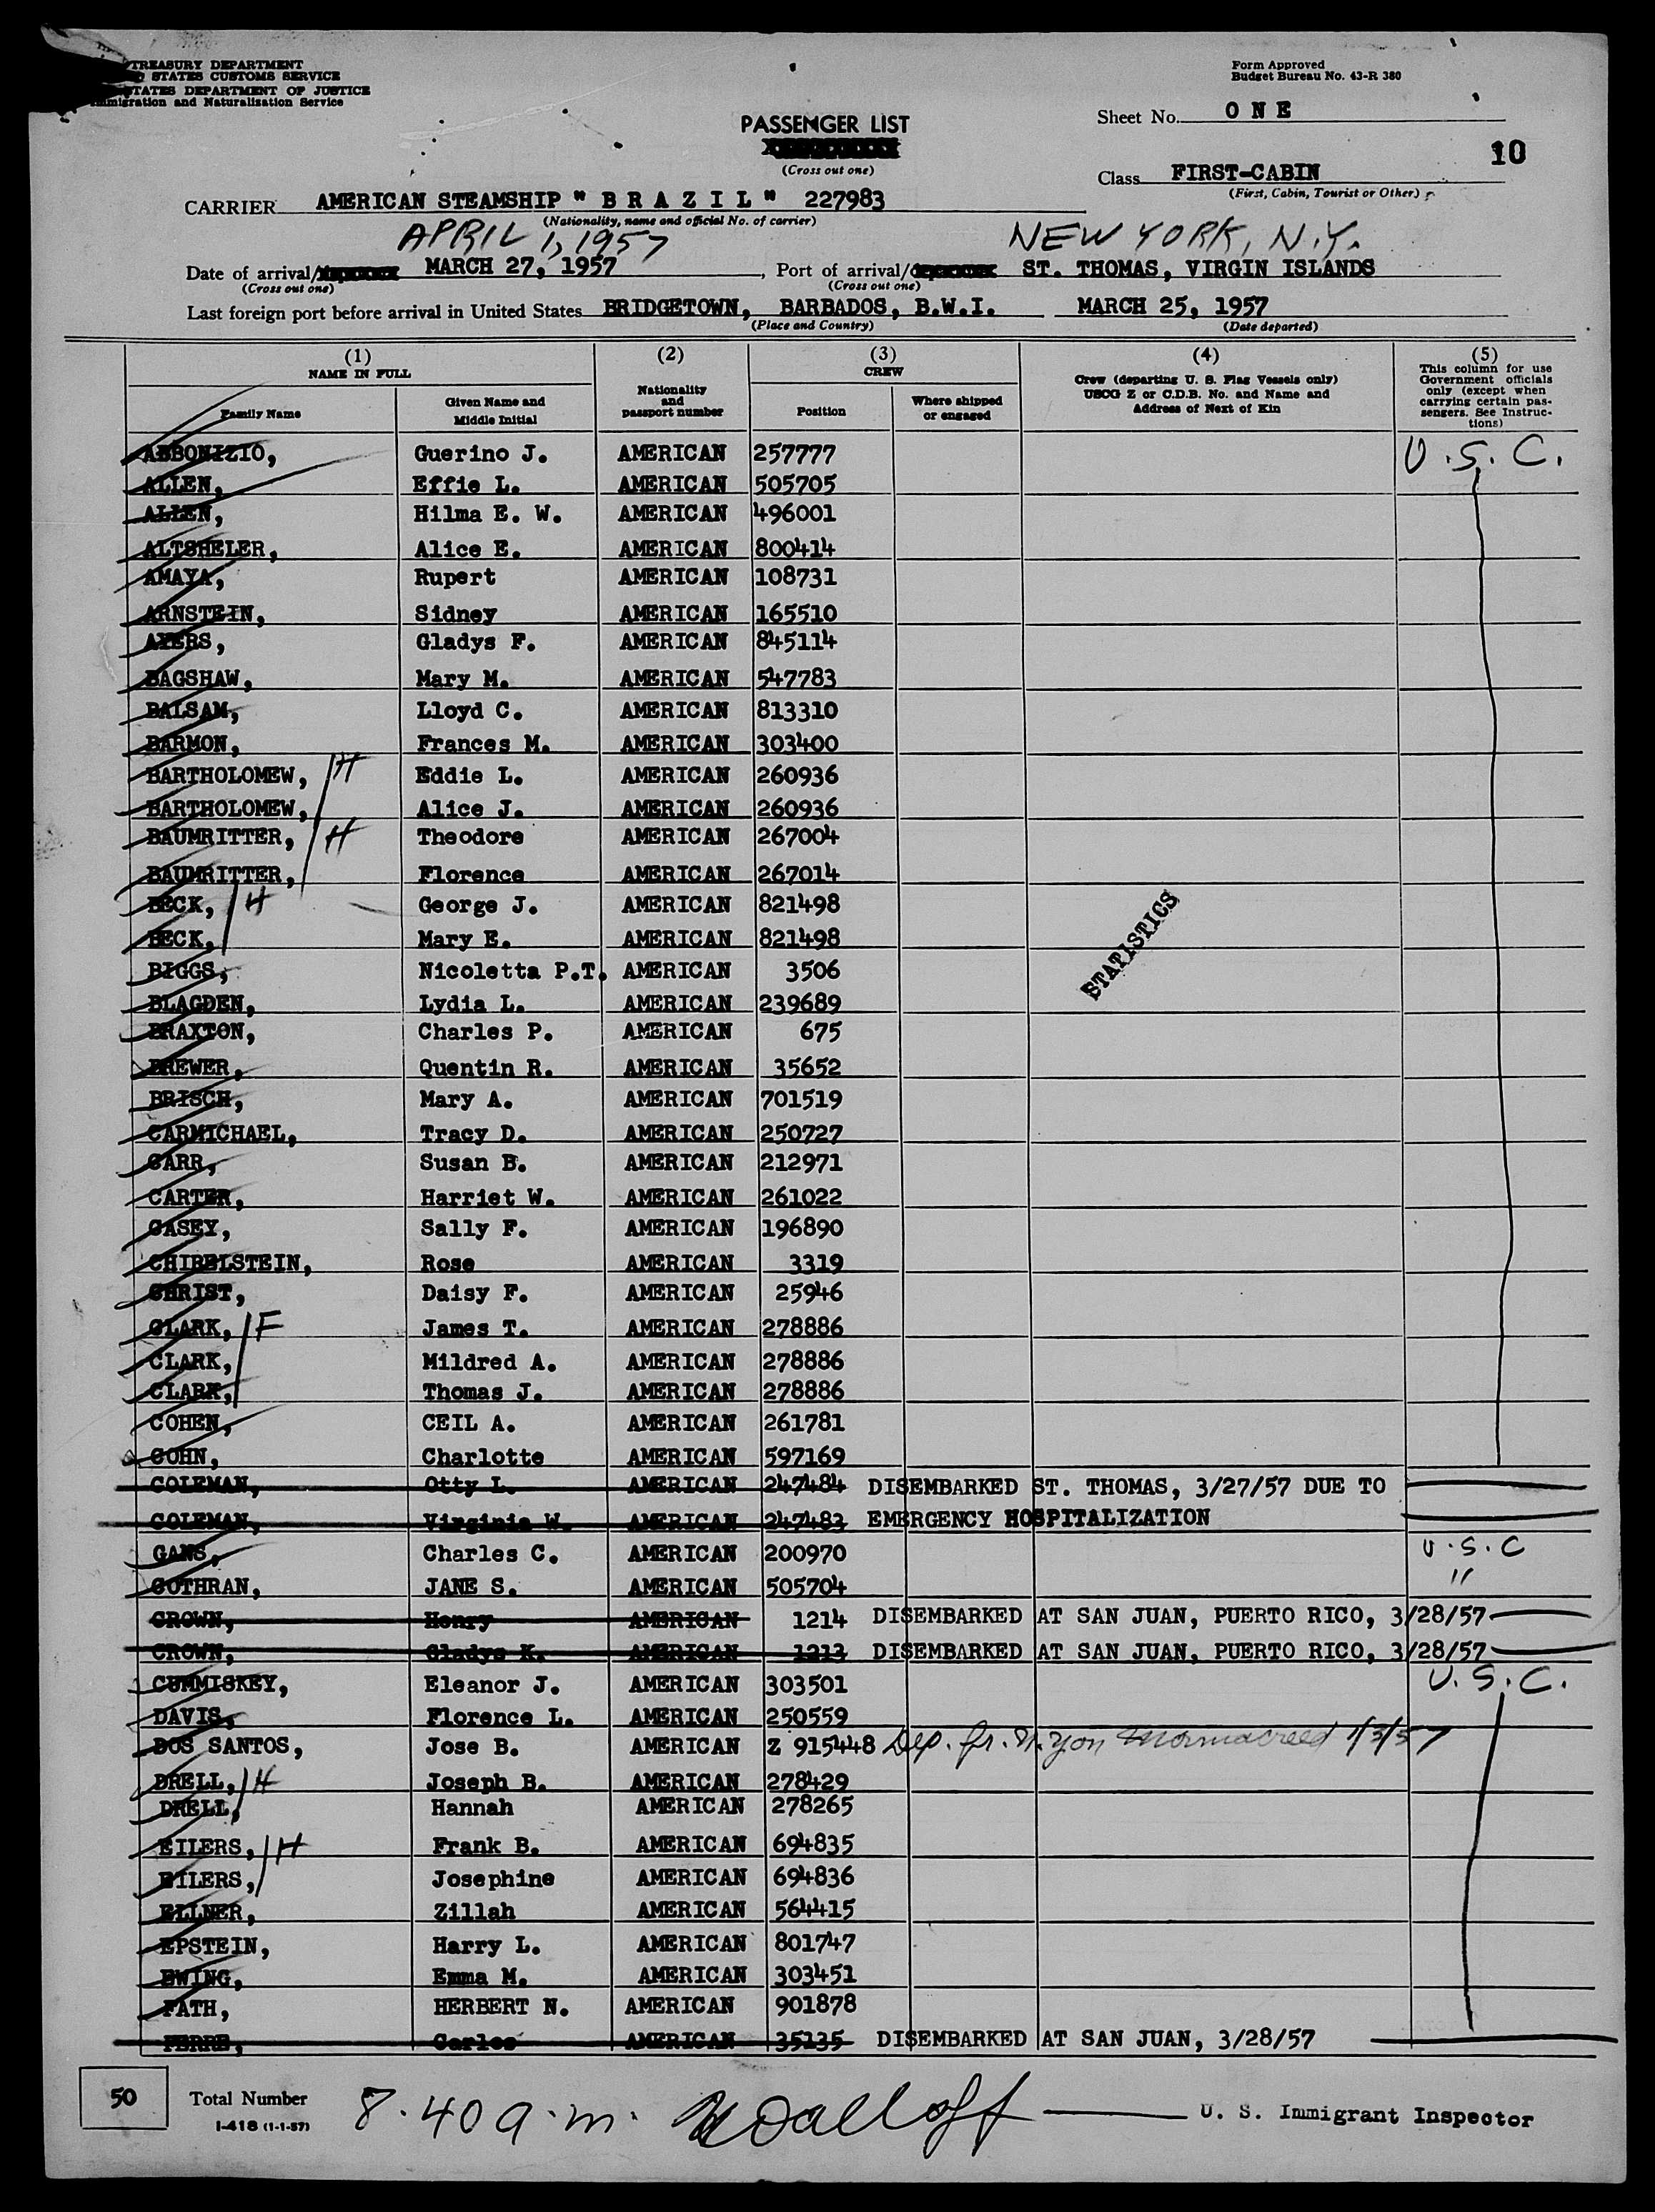 TREASURY DEPARTMENT
STATES CUSTOMS SERVICE
STATES DEPARTMENT OF JUSTICE
Immigration and Naturalization Service
Form Approved
Budget Bureau No. 43-R 380
PASSENGER LIST
(Cross out one)
Sheet No. O N E
10
Class FIRST-CABIN
(First, Cabin, Tourist or Other)
CARRIER AMERICAN STEAMSHIP " B R A Z I L " 227983
(Nationality, name and official No. of carrier)
APRIL 1, 1957 NEW YORK, N.Y.
Date of arrival/ MARCH 27, 1957, Port of arrival/ ST. THOMAS, VIRGIN ISLANDS
(Cross out one) (Cross out one)
Last foreign port before arrival in United States BRIDGETOWN, BARBADOS, B.W.I. MARCH 25, 1957
(Place and Country) (Date departed)
(1) NAME IN FULL
Family Name
Given Name and Middle Initial
(2) Nationality and passport number
(3) CREW
Position
Where shipped or engaged
(4) Crew (departing U. S. Flag Vessels only) USCG Z or C.D.B. No. and Name and Address of Next of Kin
(5) This column for use Government officials only (except when carrying certain passengers. See Instructions)
ABBONIZIO, Guerino J. AMERICAN 257777 U.S.C.
ALLEN, Effie L. AMERICAN 505705
ALLEN, Hilma E. W. AMERICAN 496001
ALTSHELER, Alice E. AMERICAN 800414
AMAYA, Rupert AMERICAN 108731
ARNSTEIN, Sidney AMERICAN 165510
AYERS, Gladys F. AMERICAN 845114
BAGSHAW, Mary M. AMERICAN 547783
BALSAM, Lloyd C. AMERICAN 813310
BARMON, Frances M. AMERICAN 303400
BARTHOLOMEW, H Eddie L. AMERICAN 260936
BARTHOLOMEW, Alice J. AMERICAN 260936
BAUMRITTER, H Theodore AMERICAN 267004
BAUMRITTER, Florence AMERICAN 267014
BECK, H George J. AMERICAN 821498
BECK, Mary E. AMERICAN 821498
STATISTICS
BIGGS, Nicoletta P.T. AMERICAN 3506
BLAGDEN, Lydia L. AMERICAN 239689
BRAXTON, Charles P. AMERICAN 675
BREWER, Quentin R. AMERICAN 35652
BRISCH, Mary A. AMERICAN 701519
CARMICHAEL, Tracy D. AMERICAN 250727
CARR, Susan B. AMERICAN 212971
CARTER, Harriet W. AMERICAN 261022
CASEY, Sally F. AMERICAN 196890
CHIBELSTEIN, Rose AMERICAN 3319
CHRIST, Daisy F. AMERICAN 25946
CLARK, F James T. AMERICAN 278886
CLARK, Mildred A. AMERICAN 278886
CLARK, Thomas J. AMERICAN 278886
COHEN, CEIL A. AMERICAN 261781
COHN, Charlotte AMERICAN 597169
COLEMAN, Otty L. AMERICAN 247484 DISEMBARKED ST. THOMAS, 3/27/57 DUE TO
COLEMAN, Virginia W. AMERICAN 247483 EMERGENCY HOSPITALIZATION
GANS, Charles C. AMERICAN 200970 U.S.C
COTHRAN, JANE S. AMERICAN 505704 "
CROWN, Henry AMERICAN 1214 DISEMBARKED AT SAN JUAN, PUERTO RICO, 3/28/57
CROWN, Gladys K. AMERICAN 1213 DISEMBARKED AT SAN JUAN, PUERTO RICO, 3/28/57
CUMMISKEY, Eleanor J. AMERICAN 303501 U.S.C.
DAVIS, Florence L. AMERICAN 250559
DOS SANTOS, Jose B. AMERICAN Z 915448 Dep. fr. N.Y on
DRELL, H Joseph B. AMERICAN 278429
DRELL, Hannah AMERICAN 278265
EILERS, H Frank B. AMERICAN 694835
EILERS, Josephine AMERICAN 694836
ELLNER, Zillah AMERICAN 564415
EPSTEIN, Harry L. AMERICAN 801747
EWING, Emma M. AMERICAN 303451
FATH, HERBERT N. AMERICAN 901878
FERRE, Carlos AMERICAN 35135 DISEMBARKED AT SAN JUAN, 3/28/57
50 Total Number
I-418 (1-1-57)
8.40 a.m. U. S. Immigrant Inspector